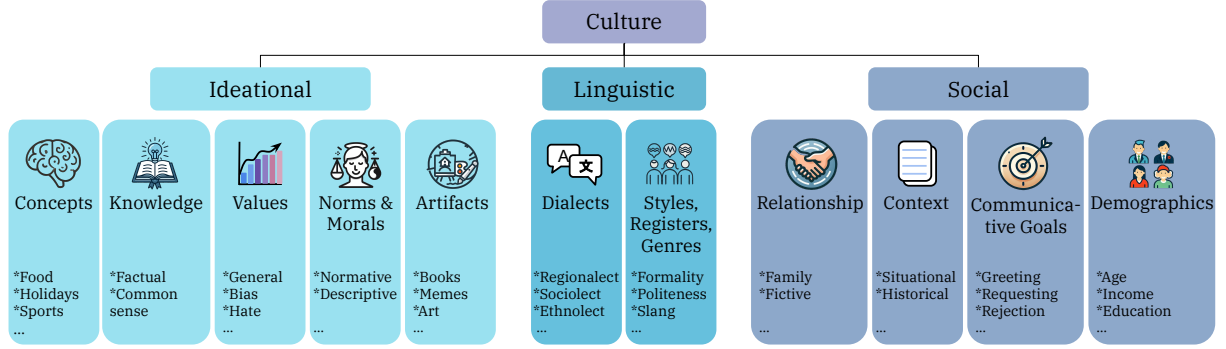 Culture
Ideational
Linguistic
Social
Concepts
*Food
*Holidays
*Sports
...
Knowledge
*Factual
*Common
sense
Values
*General
*Bias
*Hate
...
Norms &
Morals
*Normative
*Descriptive
...
Artifacts
*Books
*Memes
*Art
...
A
文
Dialects
*Regionalect
*Sociolect
*Ethnolect
...
Styles,
Registers,
Genres
*Formality
*Politeness
*Slang
...
Relationship
*Family
*Fictive
...
Context
*Situational
*Historical
...
Communica-
tive Goals
*Greeting
*Requesting
*Rejection
...
Demographics
*Age
*Income
*Education
...